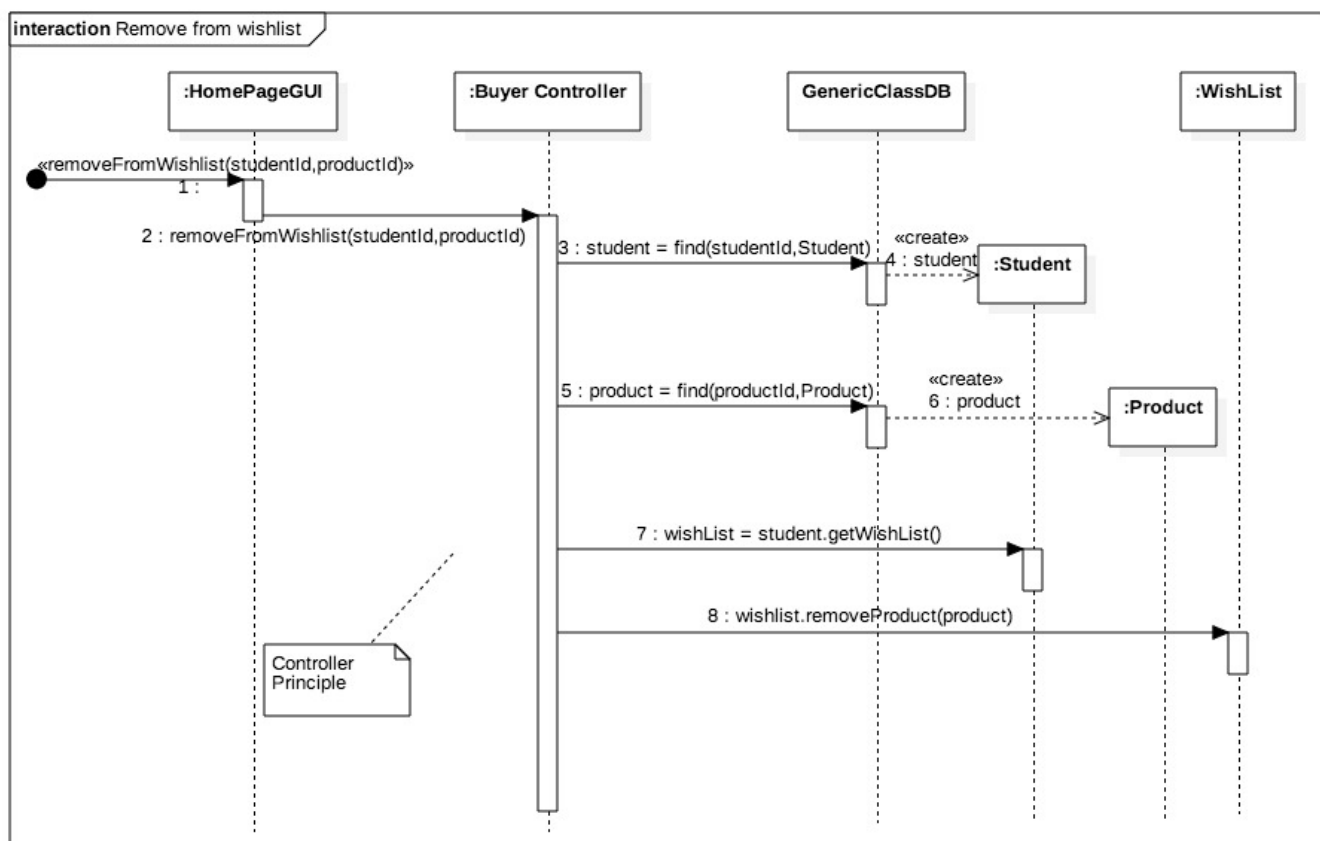 interaction Remove from wishlist
:HomePageGUI
:Buyer Controller
GenericClassDB
:WishList
«removeFromWishlist(studentId,productId)»
1 :
2 : removeFromWishlist(studentId,productId)
3 : student = find(studentId,Student)
«create»
4 : student
:Student
5 : product = find(productId,Product)
«create»
6 : product
:Product
7 : wishList = student.getWishList()
8 : wishlist.removeProduct(product)
Controller
Principle